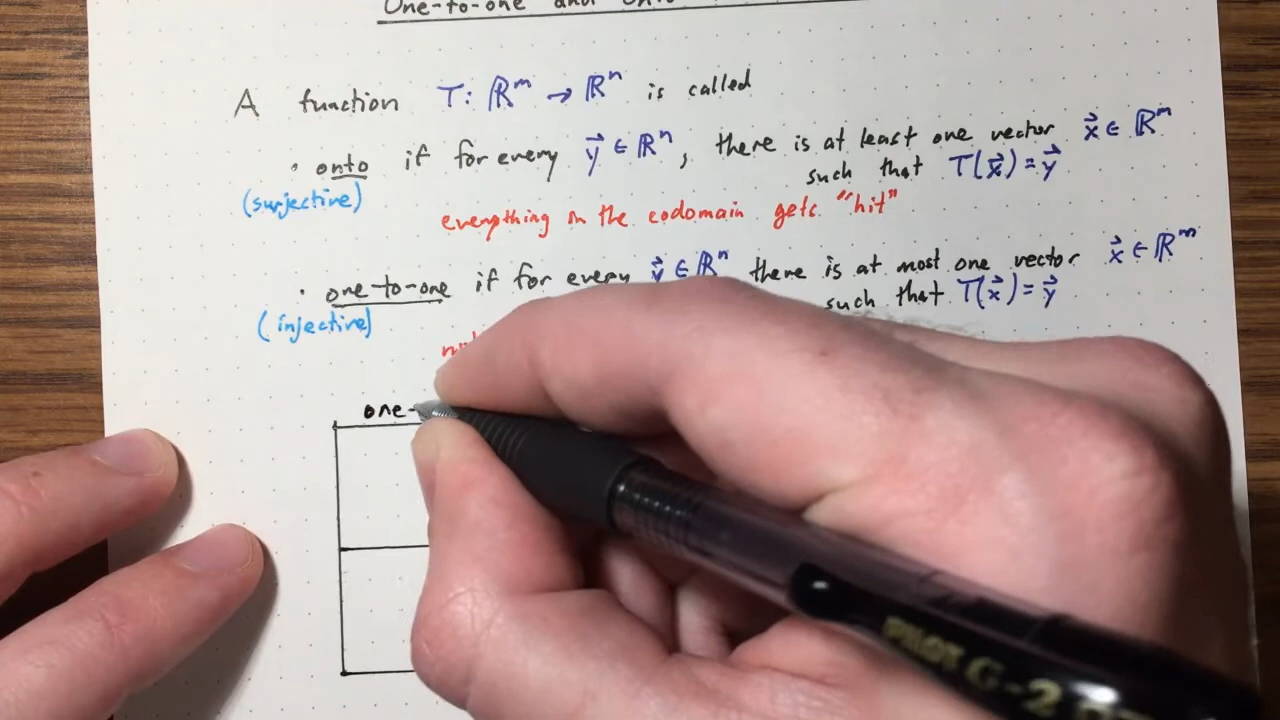 One-to-one and Onto
A function T: ℝᵐ → ℝⁿ is called
• onto if for every y⃗ ∈ ℝⁿ, there is at least one vector x⃗ ∈ ℝᵐ
such that T(x⃗) = y⃗
(surjective)
everything in the codomain gets "hit"
• one-to-one if for every y⃗ ∈ ℝⁿ there is at most one vector x⃗ ∈ ℝᵐ
such that T(x⃗) = y⃗
(injective)
one-
PILOT G-2